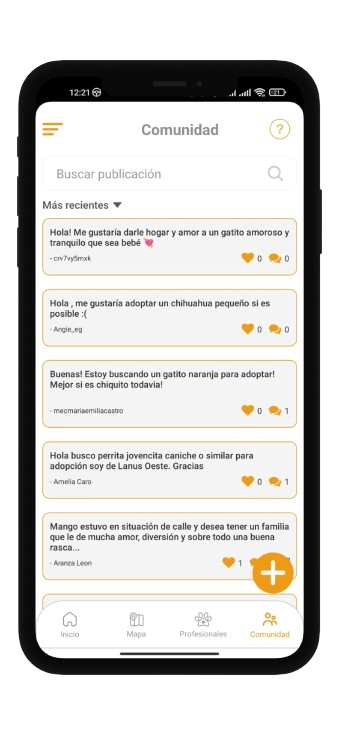 12:21
21
Comunidad
?
Buscar publicación
Más recientes
Hola! Me gustaría darle hogar y amor a un gatito amoroso y
tranquilo que sea bebé 💘
- crv7vy5mxk
0 0
Hola , me gustaría adoptar un chihuahua pequeño si es
posible :(
- Angie_eg
0 0
Buenas! Estoy buscando un gatito naranja para adoptar!
Mejor si es chiquito todavia!
- mecmariaemiliacastro
0 1
Hola busco perrita jovencita caniche o similar para
adopción soy de Lanus Oeste. Gracias
- Amelia Caro
0 1
Mango estuvo en situación de calle y desea tener un familia
que le de mucha amor, diversión y sobre todo una buena
rasca...
- Aranza Leon
1
Inicio Mapa Profesionales Comunidad